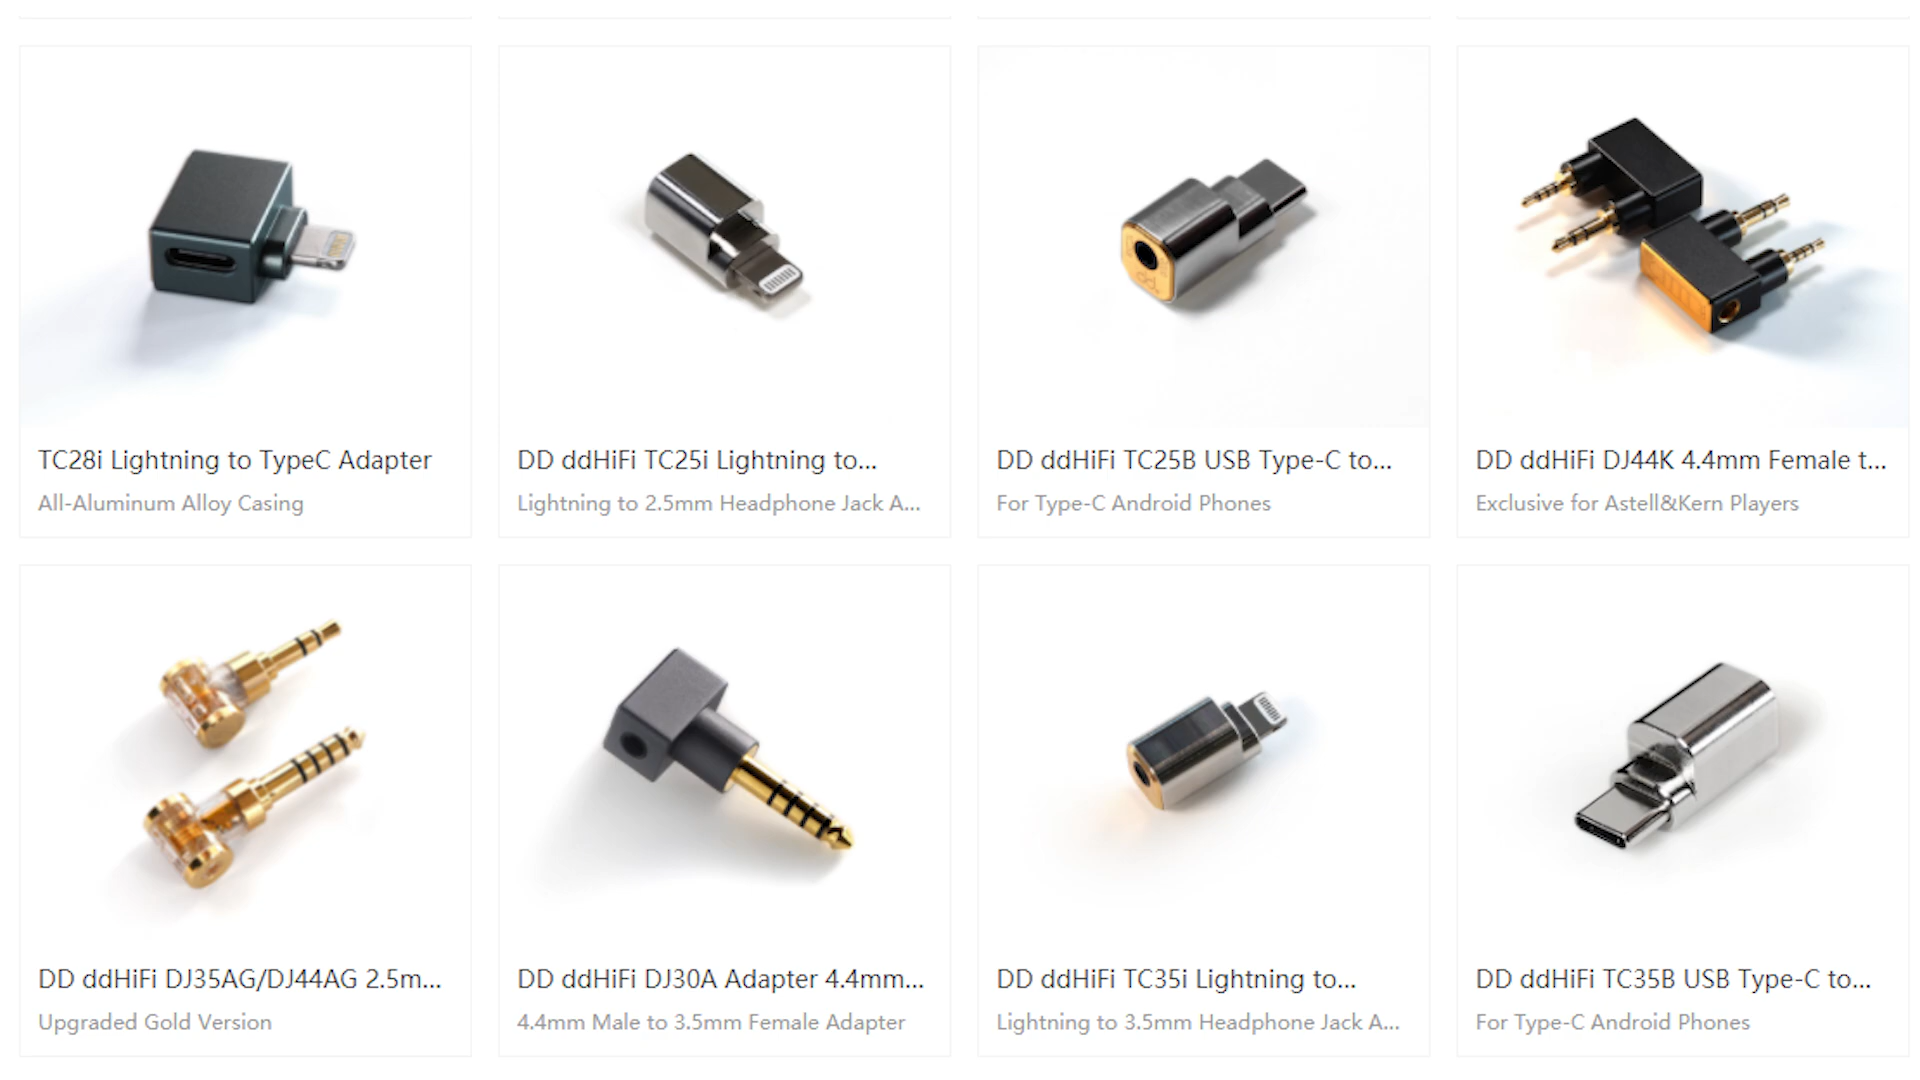 TC28i Lightning to TypeC Adapter
All-Aluminum Alloy Casing
DD ddHiFi TC25i Lightning to...
Lightning to 2.5mm Headphone Jack A...
DD ddHiFi TC25B USB Type-C to...
For Type-C Android Phones
DD ddHiFi DJ44K 4.4mm Female t...
Exclusive for Astell&Kern Players
DD ddHiFi DJ35AG/DJ44AG 2.5m...
Upgraded Gold Version
DD ddHiFi DJ30A Adapter 4.4mm...
4.4mm Male to 3.5mm Female Adapter
DD ddHiFi TC35i Lightning to...
Lightning to 3.5mm Headphone Jack A...
DD ddHiFi TC35B USB Type-C to...
For Type-C Android Phones